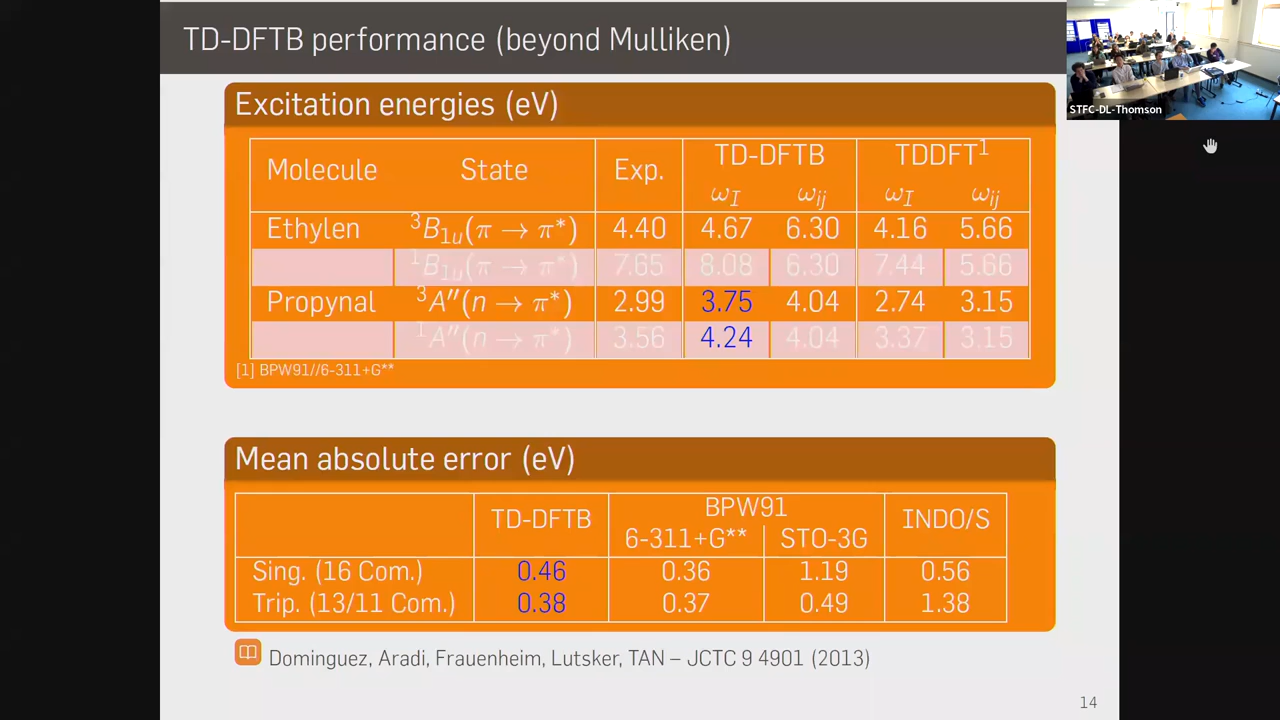 TD-DFTB performance (beyond Mulliken)
STFC-DL-Thomson
Excitation energies (eV)
Molecule State Exp. TD-DFTB TDDFT¹
ω_I ω_ij ω_I ω_ij
Ethylen ³B₁ᵤ(π → π*) 4.40 4.67 6.30 4.16 5.66
¹B₁ᵤ(π → π*) 7.65 8.08 6.30 7.44 5.66
Propynal ³A″(n → π*) 2.99 3.75 4.04 2.74 3.15
¹A″(n → π*) 3.56 4.24 4.04 3.37 3.15
[1] BPW91//6-311+G**
Mean absolute error (eV)
TD-DFTB BPW91 INDO/S
6-311+G** STO-3G
Sing. (16 Com.) 0.46 0.36 1.19 0.56
Trip. (13/11 Com.) 0.38 0.37 0.49 1.38
Dominguez, Aradi, Frauenheim, Lutsker, TAN – JCTC 9 4901 (2013)
14